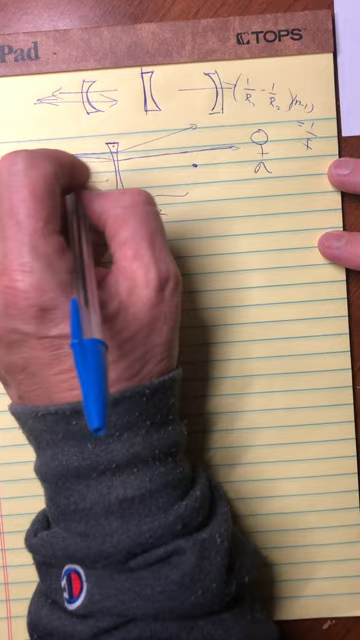 Pad
TOPS
(1/R₁ - 1/R₂)(n-1)
= 1/f